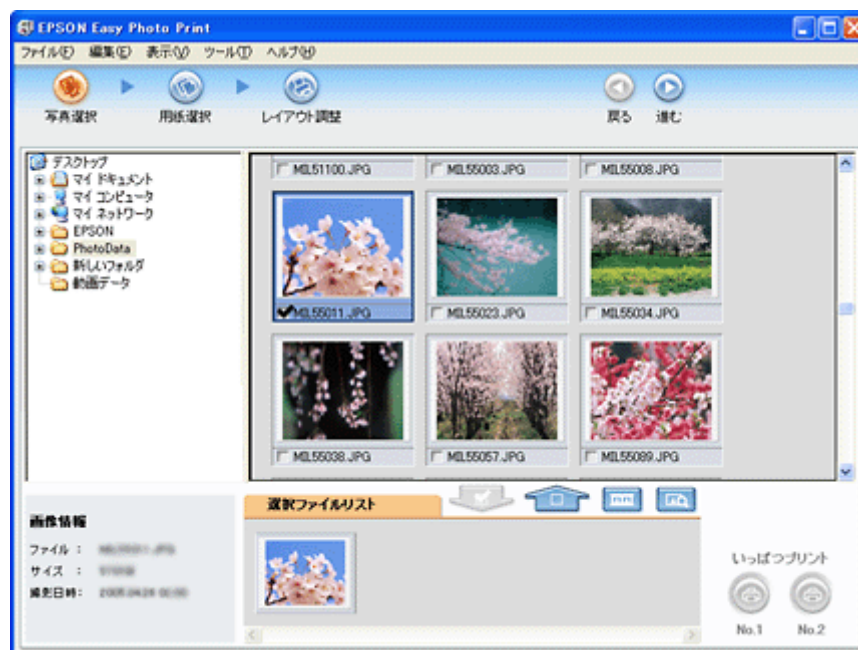 EPSON Easy Photo Print
ファイル(F) 編集(E) 表示(V) ツール(T) ヘルプ(H)
写真選択 用紙選択 レイアウト調整 戻る 進む
デスクトップ
マイ ドキュメント
マイ コンピュータ
マイ ネットワーク
EPSON
PhotoData
新しいフォルダ
動画データ
MIL51100.JPG MIL55003.JPG MIL55008.JPG
MIL55011.JPG MIL55023.JPG MIL55034.JPG
MIL55038.JPG MIL55057.JPG MIL55089.JPG
画像情報
ファイル :
サイズ :
撮影日時:
選択ファイルリスト
いっぱつプリント
No.1 No.2